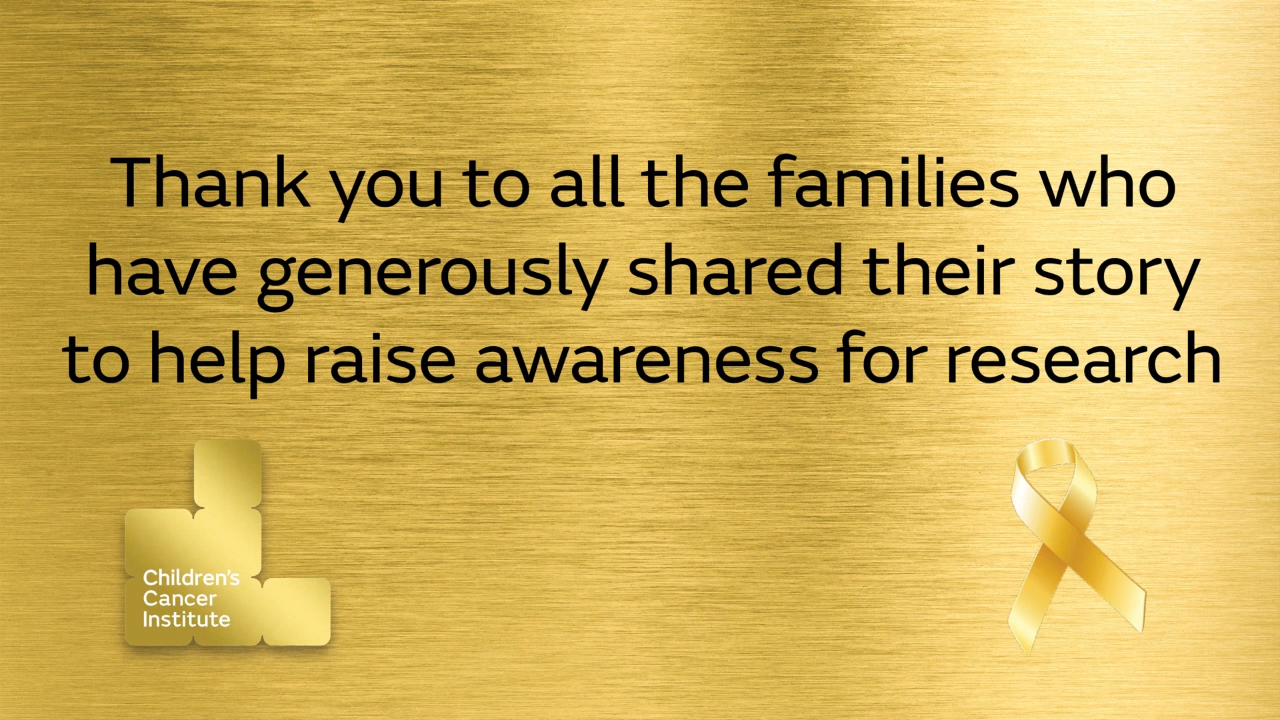 Thank you to all the families who
have generously shared their story
to help raise awareness for research
Children's
Cancer
Institute